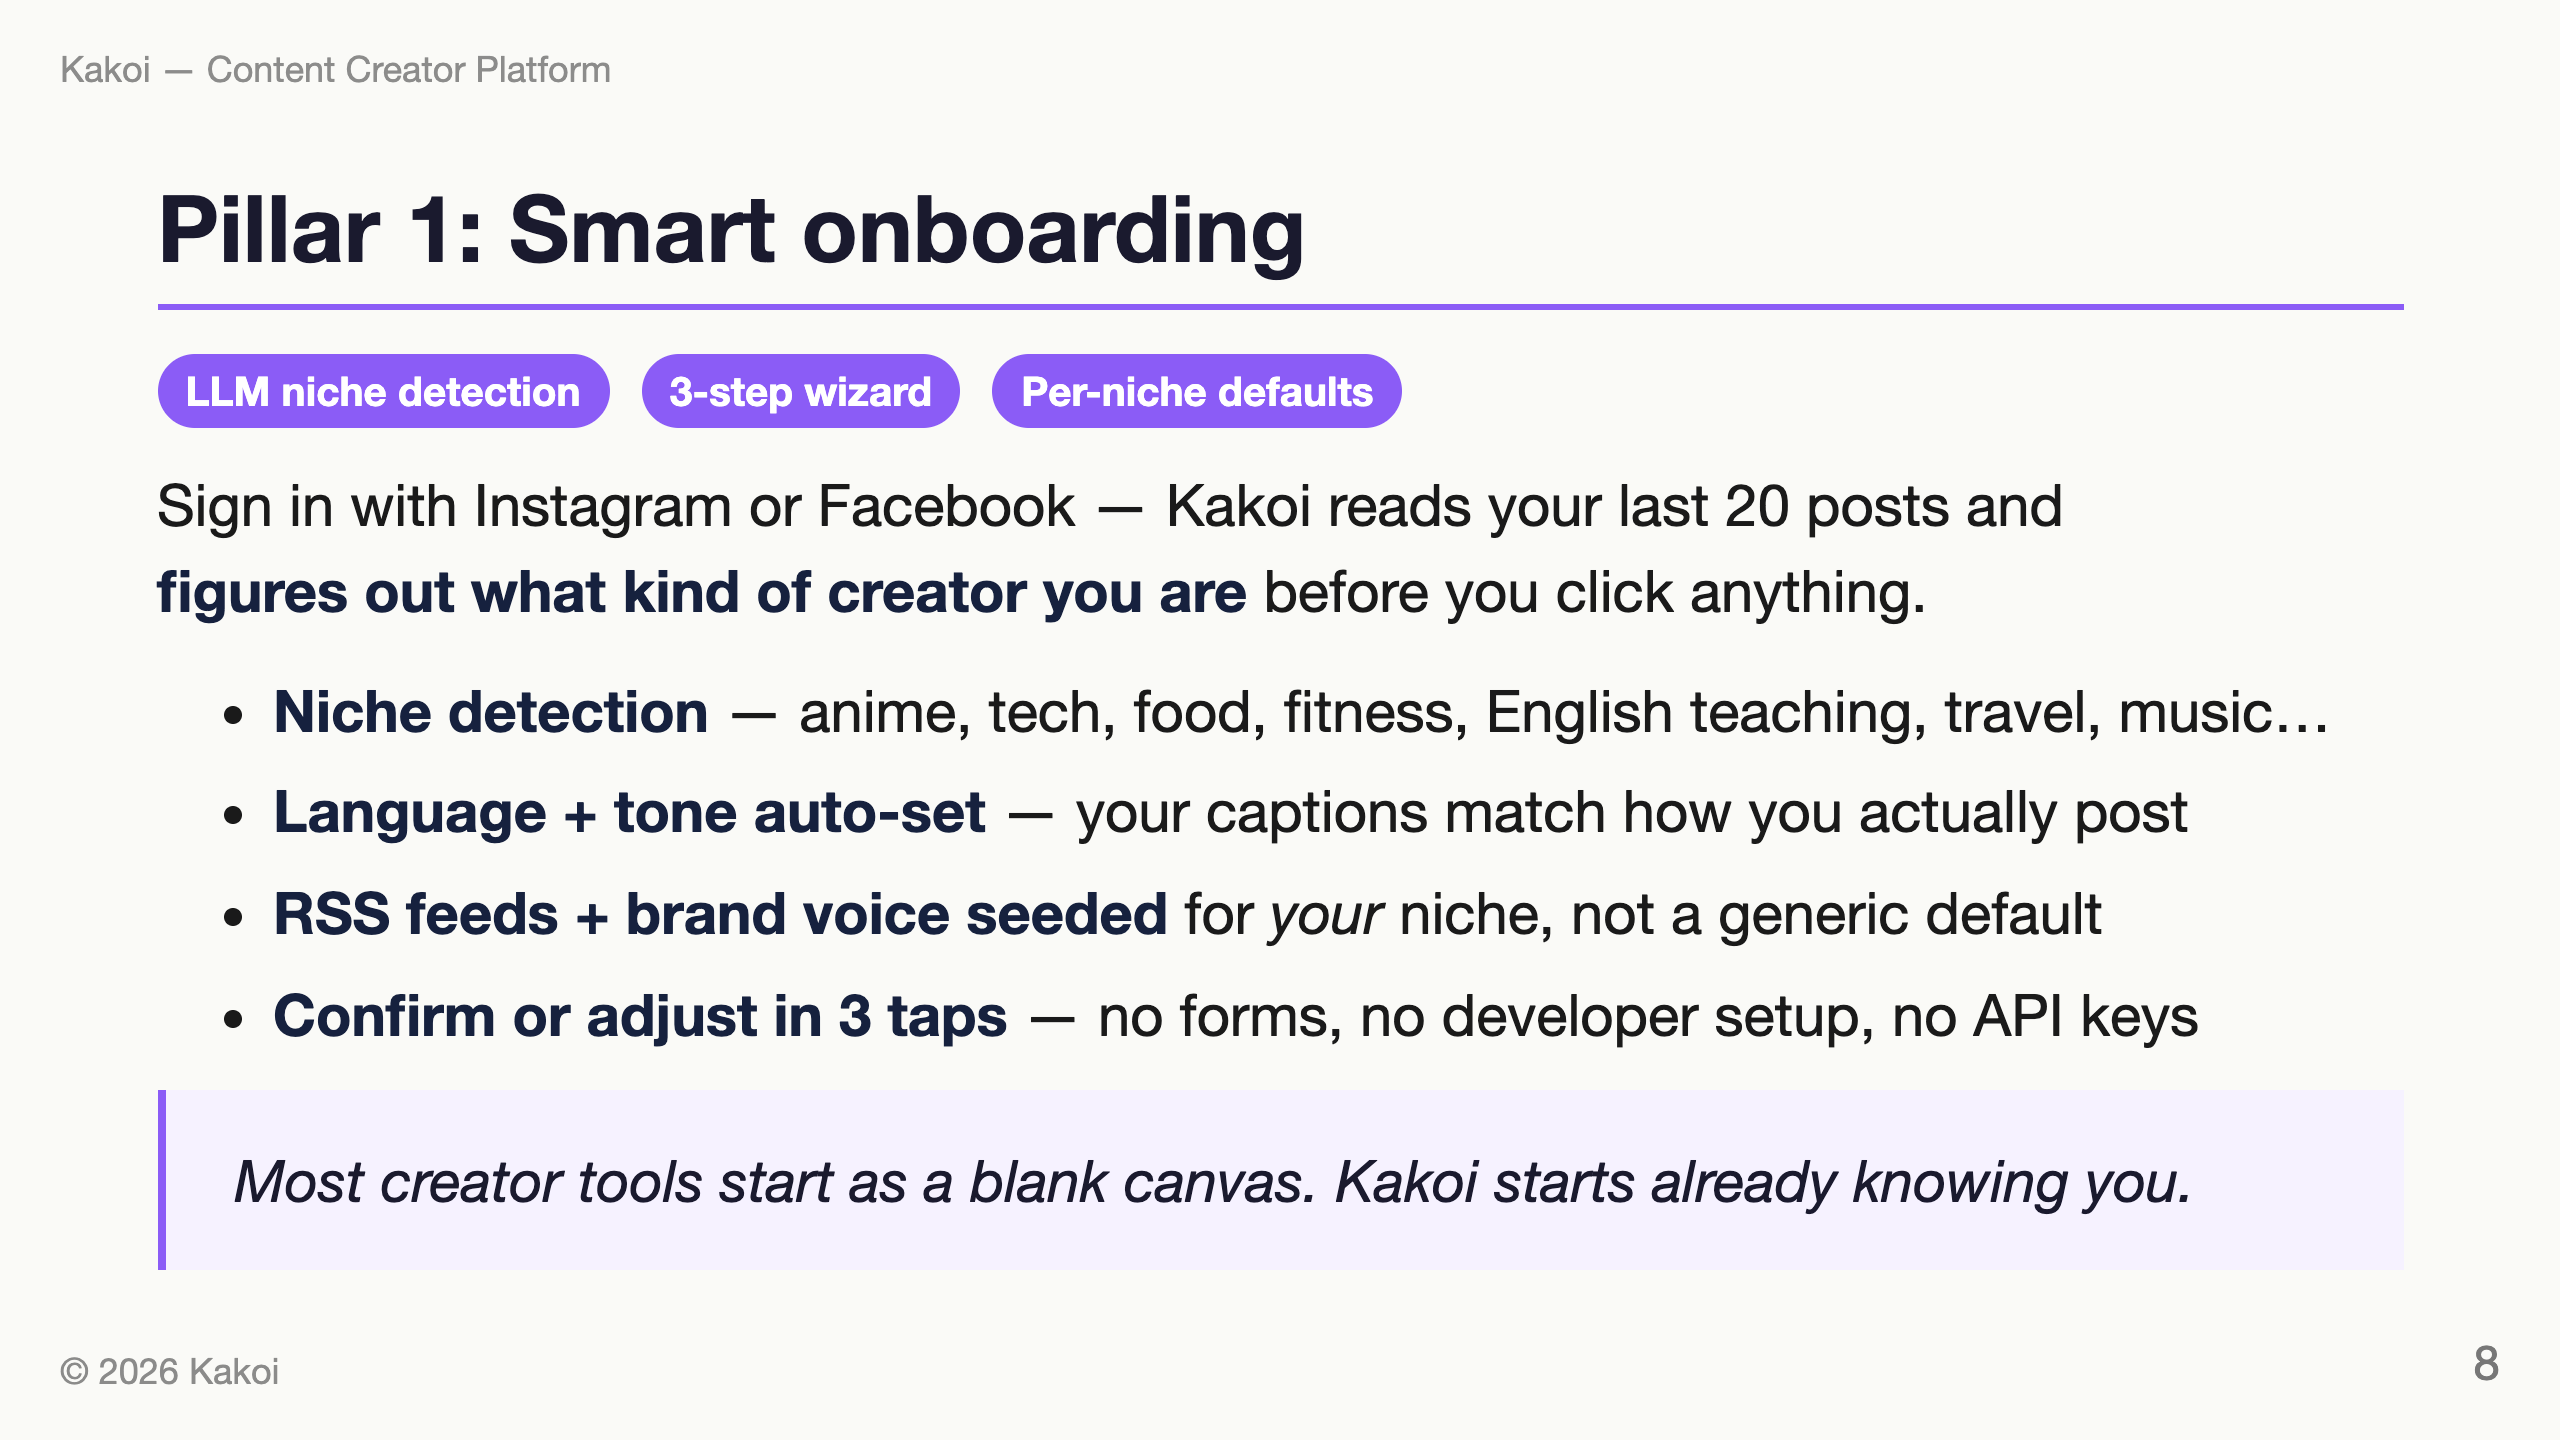 Kakoi — Content Creator Platform
Pillar 1: Smart onboarding
LLM niche detection 3-step wizard Per-niche defaults
Sign in with Instagram or Facebook — Kakoi reads your last 20 posts and
figures out what kind of creator you are before you click anything.
• Niche detection — anime, tech, food, fitness, English teaching, travel, music…
• Language + tone auto-set — your captions match how you actually post
• RSS feeds + brand voice seeded for your niche, not a generic default
• Confirm or adjust in 3 taps — no forms, no developer setup, no API keys
Most creator tools start as a blank canvas. Kakoi starts already knowing you.
© 2026 Kakoi
8